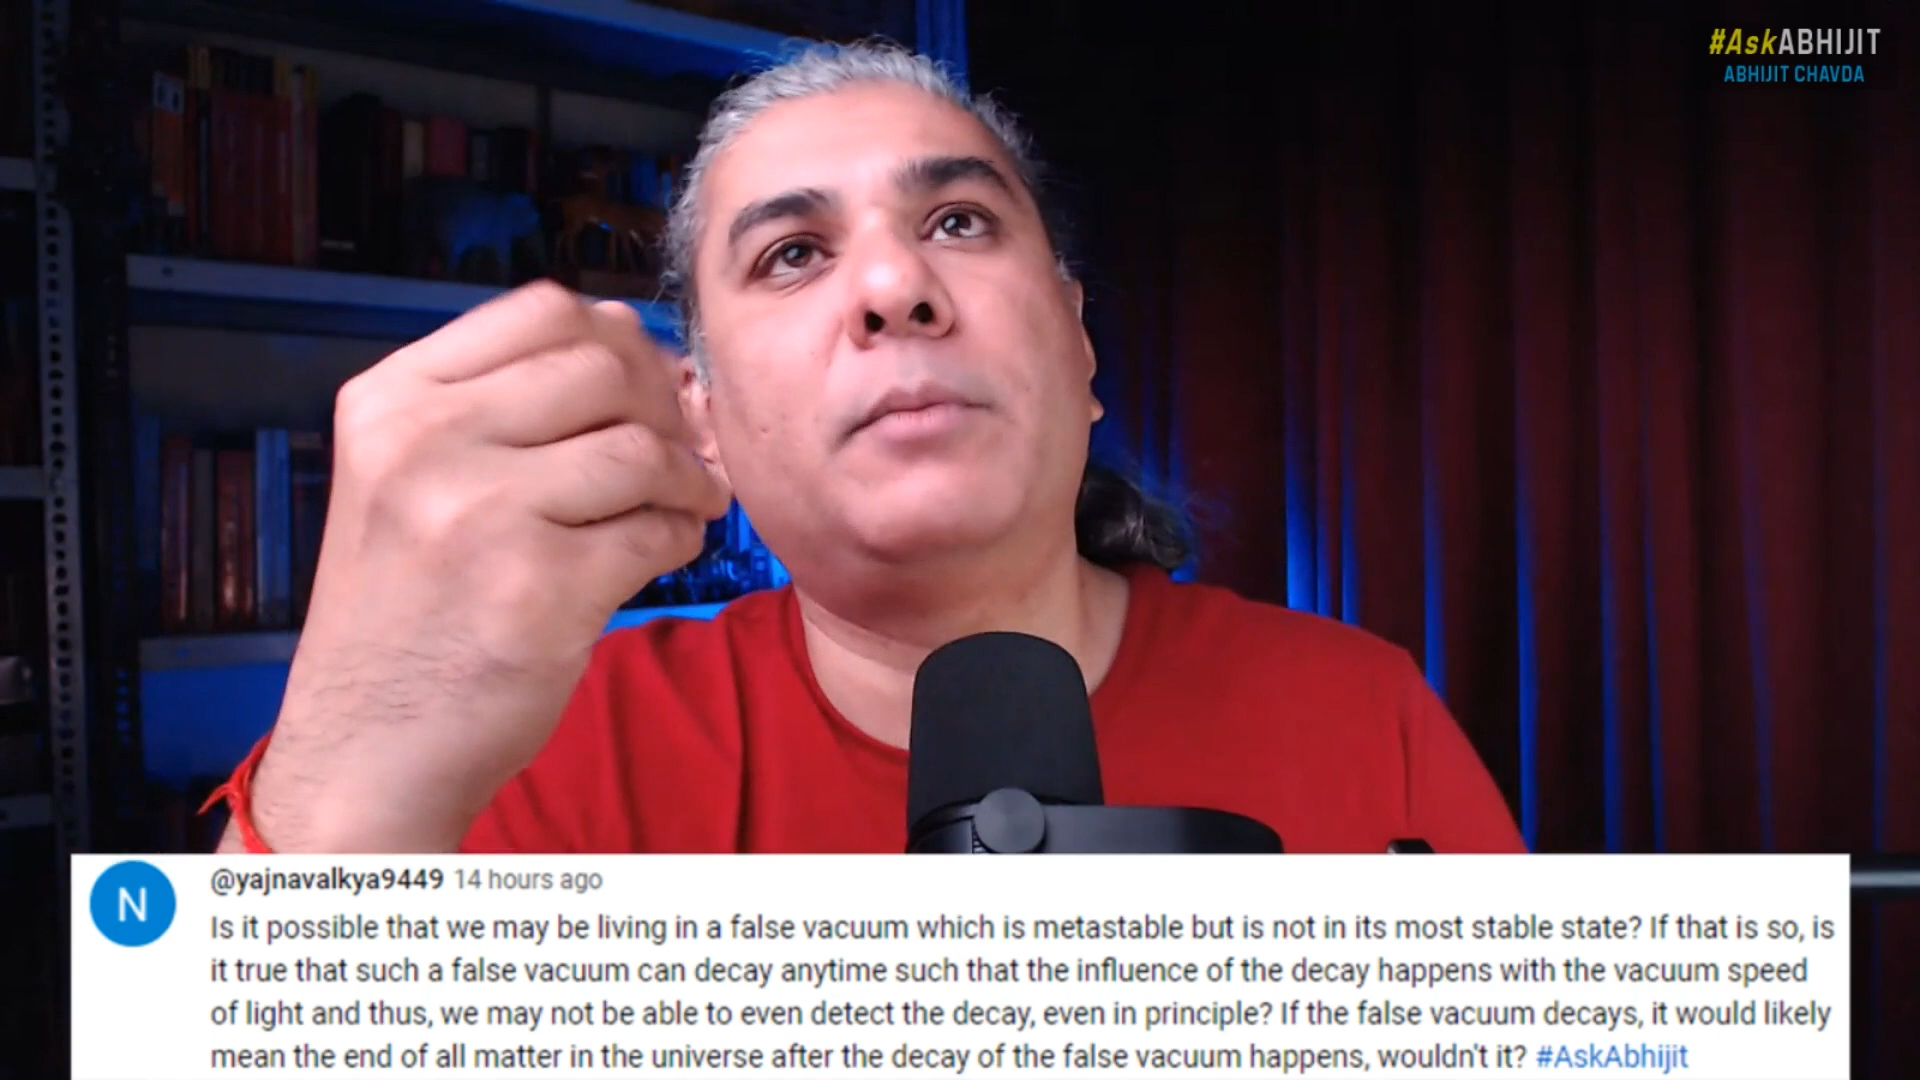 #AskABHIJIT
ABHIJIT CHAVDA
N
@yajnavalkya9449 14 hours ago
Is it possible that we may be living in a false vacuum which is metastable but is not in its most stable state? If that is so, is
it true that such a false vacuum can decay anytime such that the influence of the decay happens with the vacuum speed
of light and thus, we may not be able to even detect the decay, even in principle? If the false vacuum decays, it would likely
mean the end of all matter in the universe after the decay of the false vacuum happens, wouldn't it? #AskAbhijit